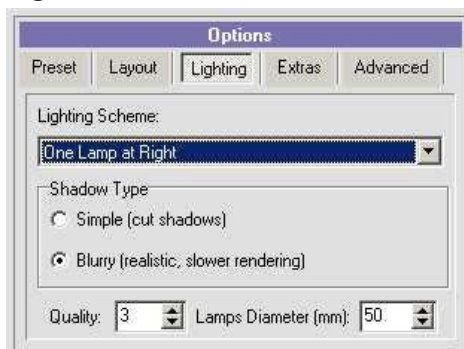 Options
Preset Layout Lighting Extras Advanced
Lighting Scheme:
One Lamp at Right
Shadow Type
Simple (cut shadows)
Blurry (realistic, slower rendering)
Quality: 3 Lamps Diameter (mm): 50